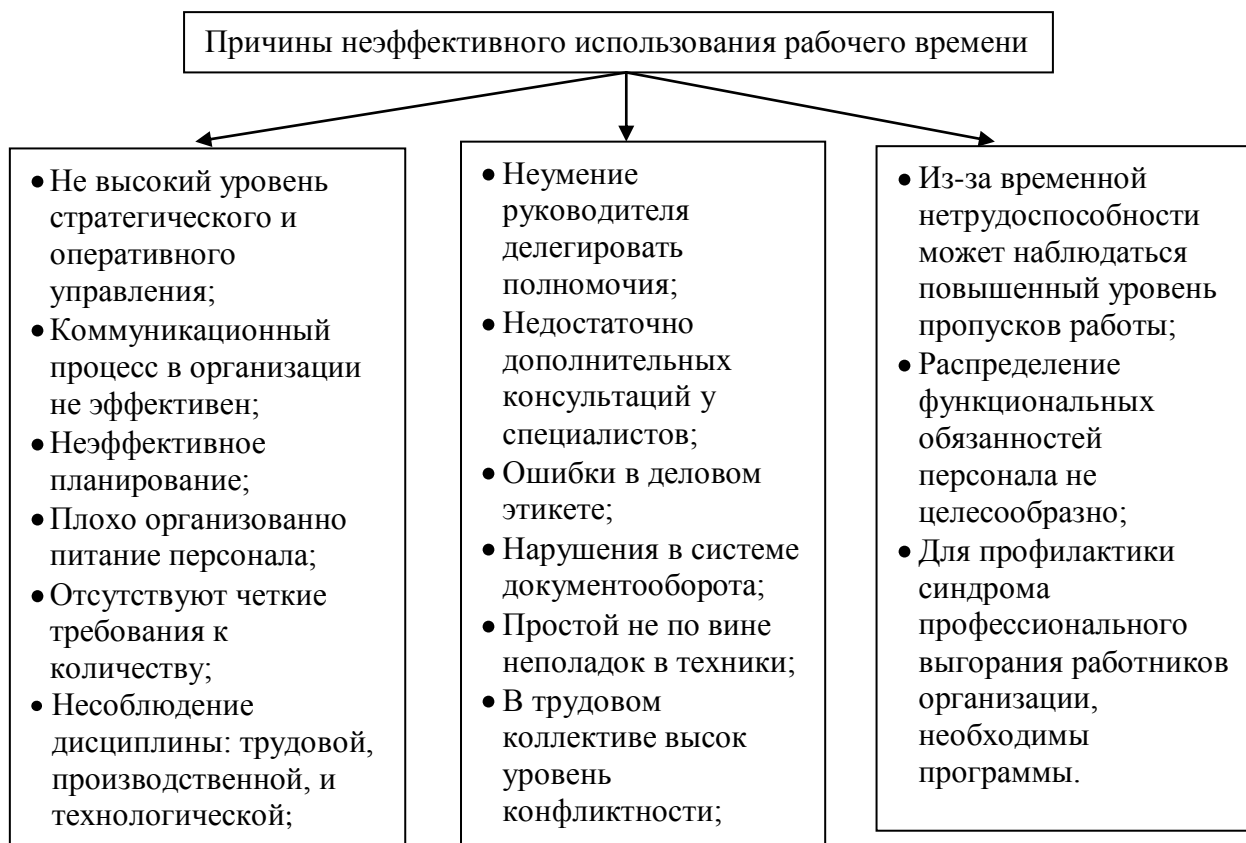 Причины неэффективного использования рабочего времени
• Не высокий уровень
стратегического и
оперативного
управления;
• Коммуникационный
процесс в организации
не эффективен;
• Неэффективное
планирование;
• Плохо организованно
питание персонала;
• Отсутствуют четкие
требования к
количеству;
• Несоблюдение
дисциплины: трудовой,
производственной, и
технологической;
• Неумение
руководителя
делегировать
полномочия;
• Недостаточно
дополнительных
консультаций у
специалистов;
• Ошибки в деловом
этикете;
• Нарушения в системе
документооборота;
• Простой не по вине
неполадок в техники;
• В трудовом
коллективе высок
уровень
конфликтности;
• Из-за временной
нетрудоспособности
может наблюдаться
повышенный уровень
пропусков работы;
• Распределение
функциональных
обязанностей
персонала не
целесообразно;
• Для профилактики
синдрома
профессионального
выгорания работников
организации,
необходимы
программы.